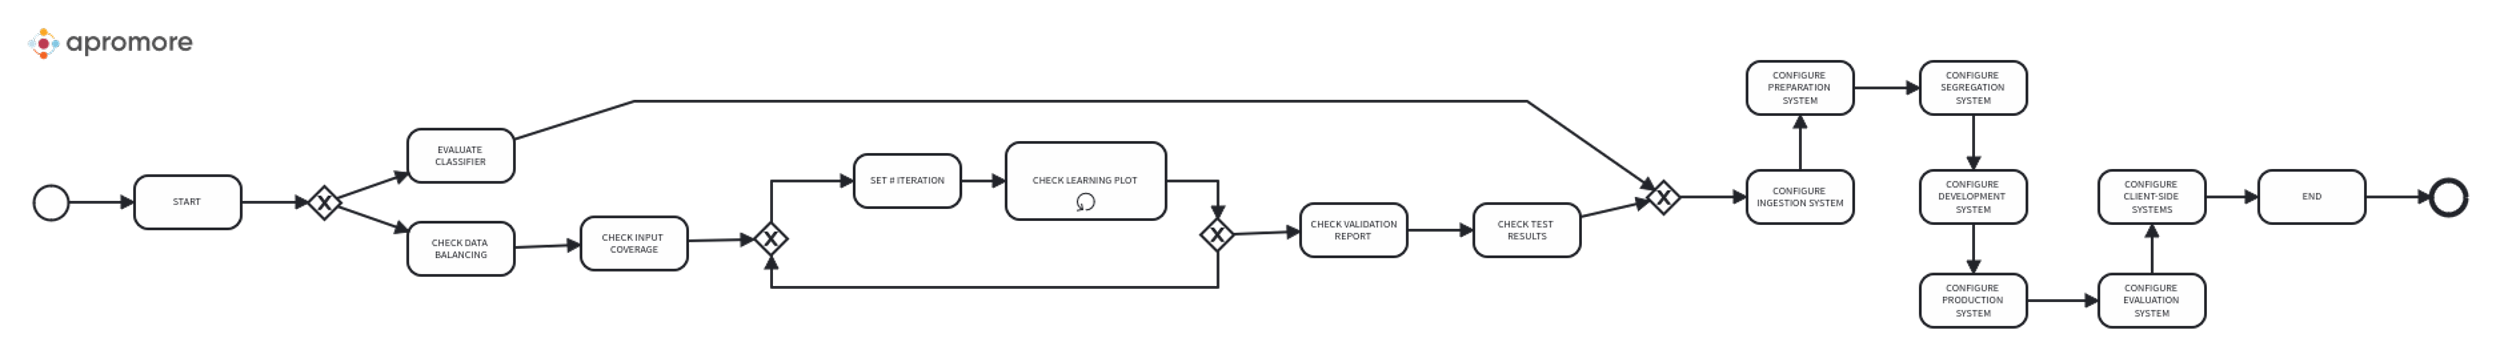 apromore
START
EVALUATE
CLASSIFIER
CHECK DATA
BALANCING
CHECK INPUT
COVERAGE
X
X
SET # ITERATION
CHECK LEARNING PLOT
X
CHECK VALIDATION
REPORT
CHECK TEST
RESULTS
X
CONFIGURE
INGESTION SYSTEM
CONFIGURE
PREPARATION
SYSTEM
CONFIGURE
SEGREGATION
SYSTEM
CONFIGURE
DEVELOPMENT
SYSTEM
CONFIGURE
PRODUCTION
SYSTEM
CONFIGURE
EVALUATION
SYSTEM
CONFIGURE
CLIENT-SIDE
SYSTEMS
END